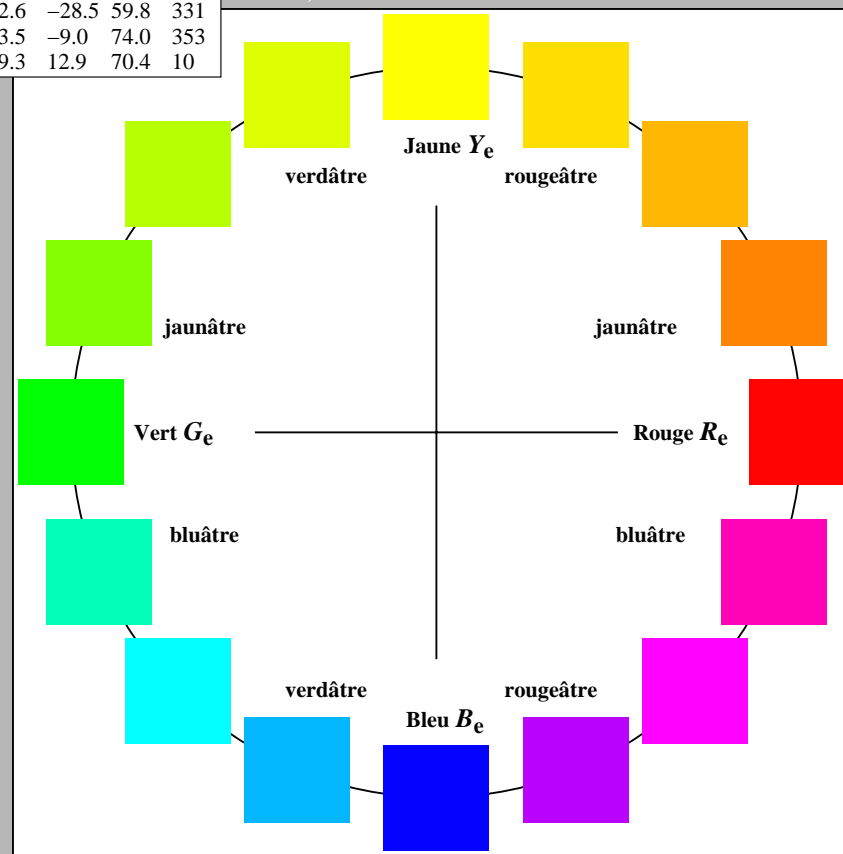 2.6 −28.5 59.8 331
3.5 −9.0 74.0 353
9.3 12.9 70.4 10
Jaune Ye
verdâtre rougeâtre
jaunâtre jaunâtre
Vert Ge Rouge Re
bluâtre bluâtre
verdâtre rougeâtre
Bleu Be